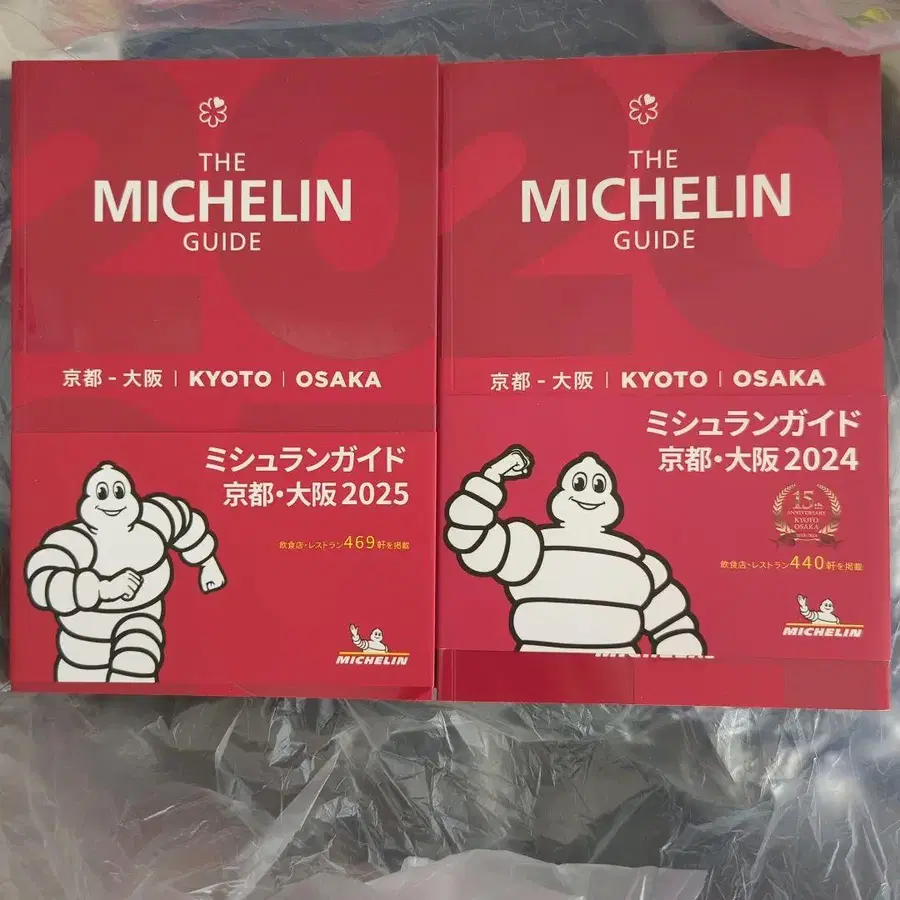 THE
MICHELIN
GUIDE
京都 - 大阪 | KYOTO | OSAKA
ミシュランガイド
京都・大阪 2025
飲食店・レストラン469軒を掲載
MICHELIN
THE
MICHELIN
GUIDE
京都 - 大阪 | KYOTO | OSAKA
ミシュランガイド
京都・大阪 2024
15th
ANNIVERSARY
KYOTO
OSAKA
飲食店・レストラン440軒を掲載
MICHELIN
20
20